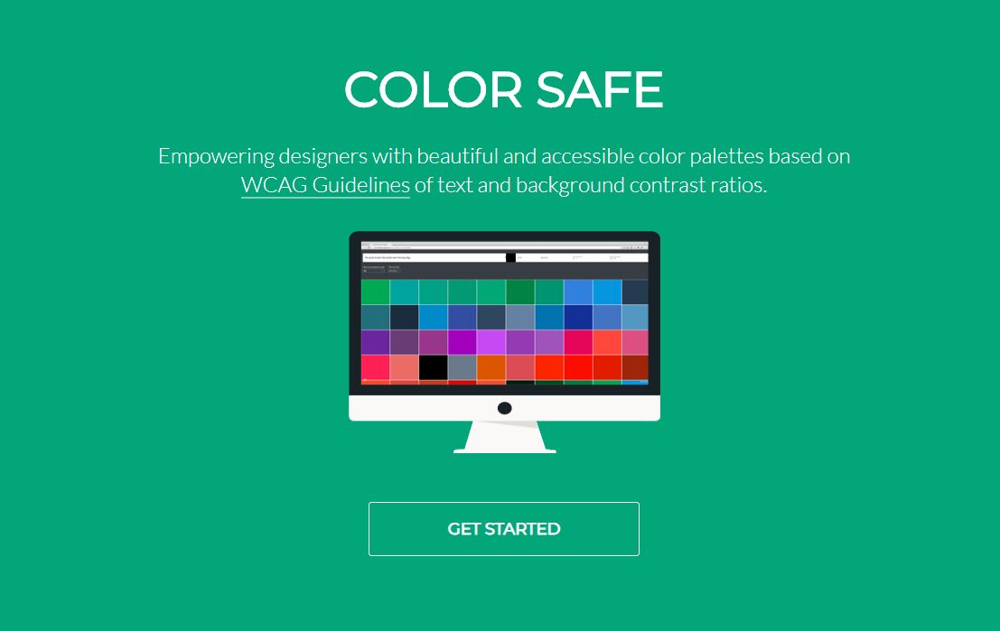 COLOR SAFE
Empowering designers with beautiful and accessible color palettes based on
WCAG Guidelines of text and background contrast ratios.
GET STARTED